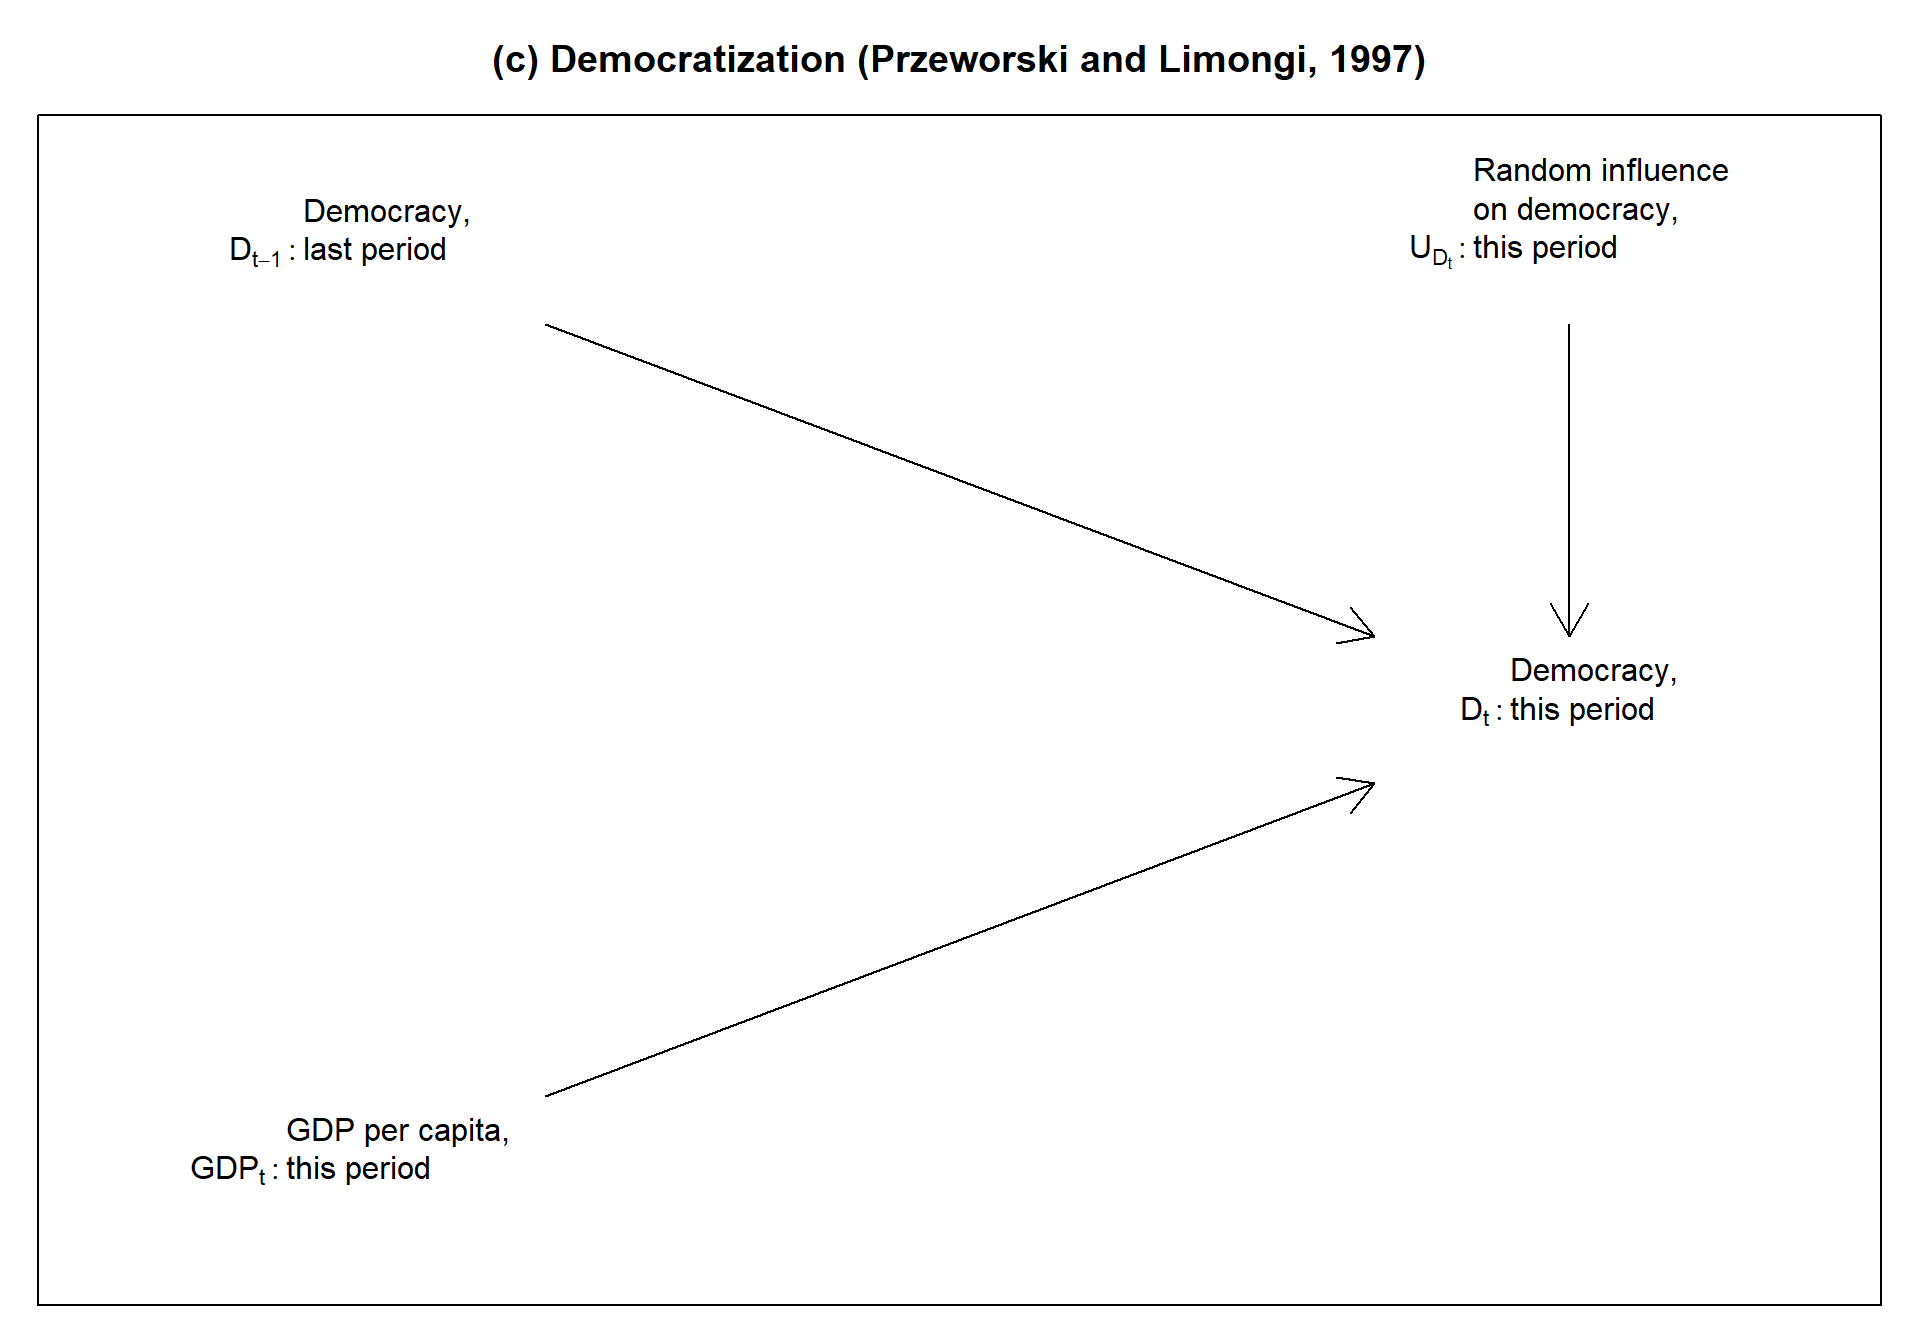 (c) Democratization (Przeworski and Limongi, 1997)
Democracy,
Dt−1 : last period
Random influence
on democracy,
UDt : this period
Democracy,
Dt : this period
GDP per capita,
GDPt : this period